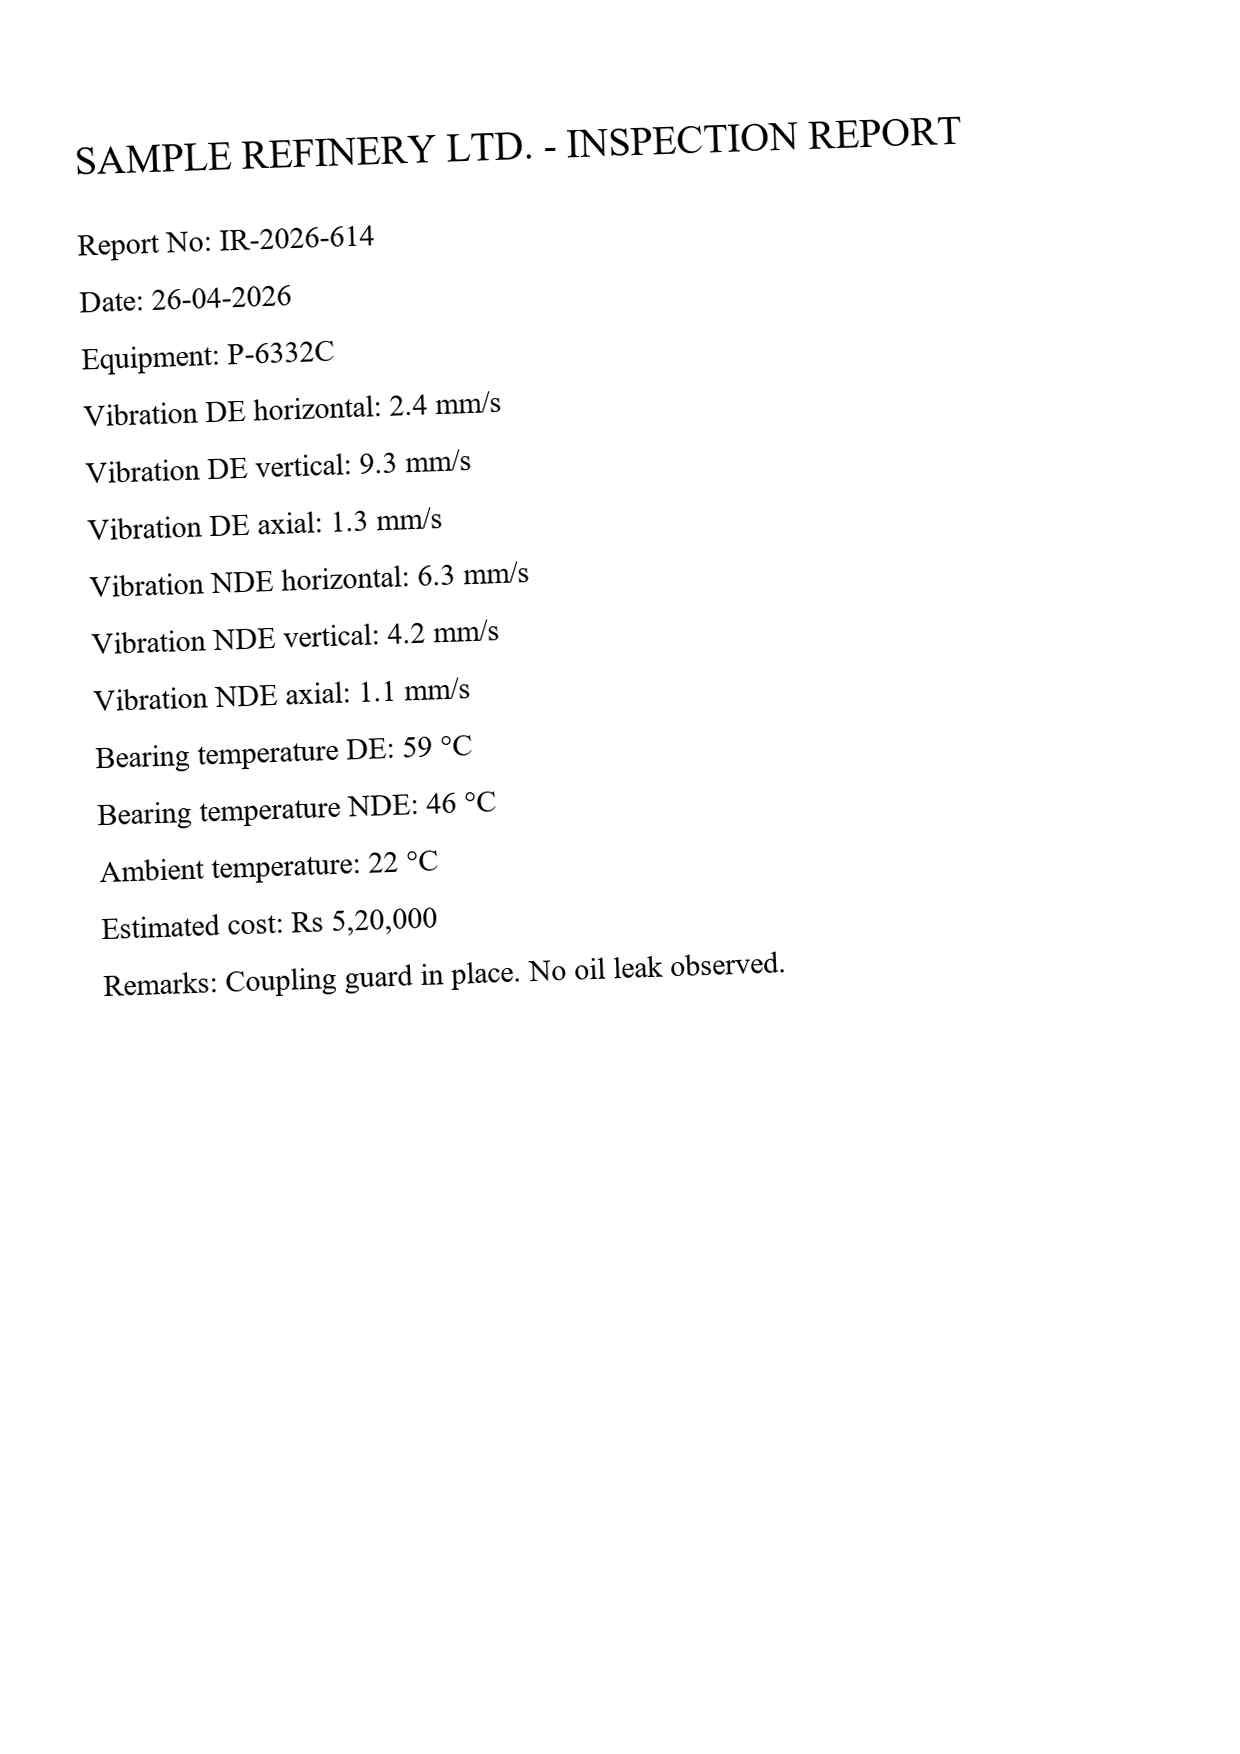 SAMPLE REFINERY LTD. - INSPECTION REPORT
Report No: IR-2026-614
Date: 26-04-2026
Equipment: P-6332C
Vibration DE horizontal: 2.4 mm/s
Vibration DE vertical: 9.3 mm/s
Vibration DE axial: 1.3 mm/s
Vibration NDE horizontal: 6.3 mm/s
Vibration NDE vertical: 4.2 mm/s
Vibration NDE axial: 1.1 mm/s
Bearing temperature DE: 59 °C
Bearing temperature NDE: 46 °C
Ambient temperature: 22 °C
Estimated cost: Rs 5,20,000
Remarks: Coupling guard in place. No oil leak observed.